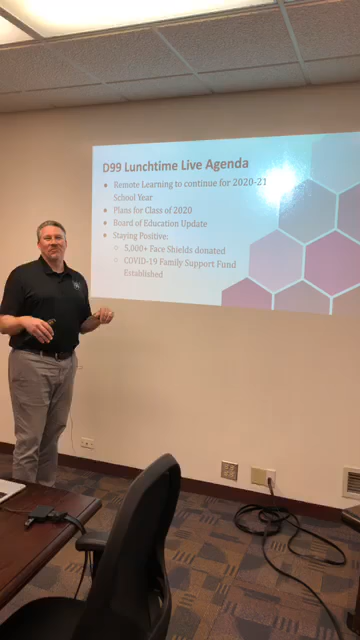 D99 Lunchtime Live Agenda
• Remote Learning to continue for 2020-21
School Year
• Plans for Class of 2020
• Board of Education Update
• Staying Positive:
○ 5,000+ Face Shields donated
○ COVID-19 Family Support Fund
Established